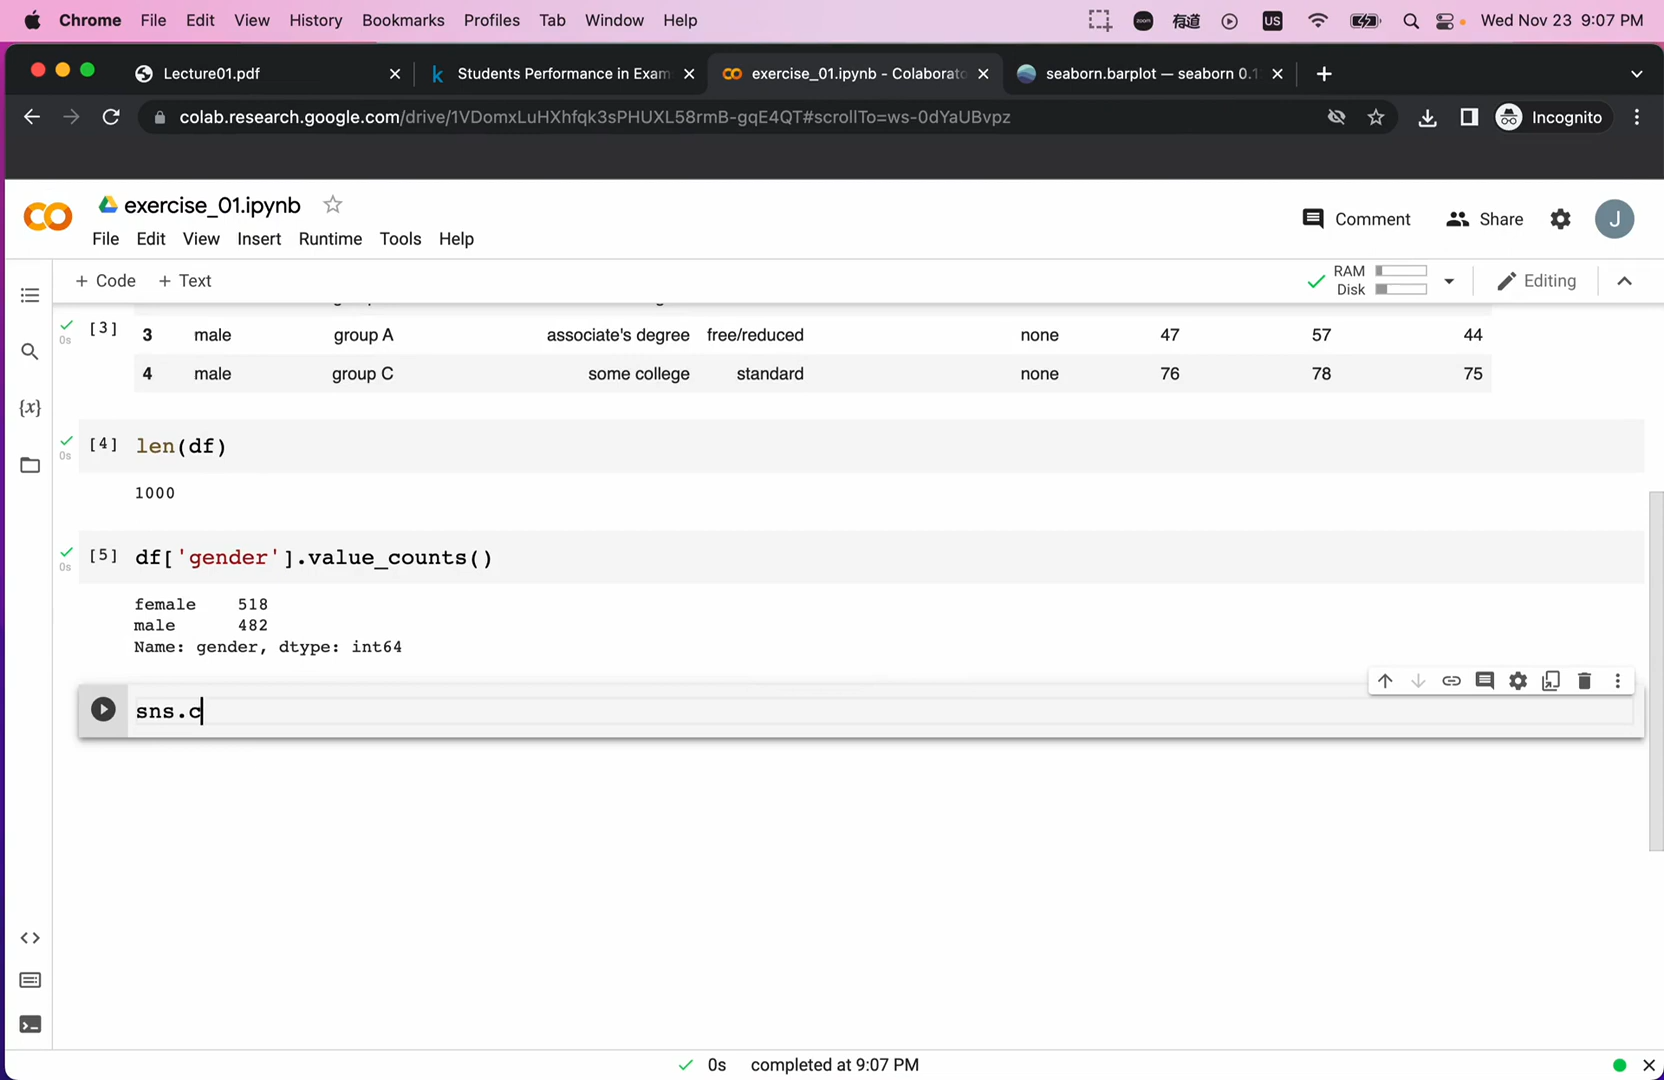 Chrome File Edit View History Bookmarks Profiles Tab Window Help zoom 有道 US Wed Nov 23 9:07 PM
Lecture01.pdf Students Performance in Exam exercise_01.ipynb - Colaborato seaborn.barplot — seaborn 0.1
colab.research.google.com/drive/1VDomxLuHXhfqk3sPHUXL58rmB-gqE4QT#scrollTo=ws-0dYaUBvpz Incognito
exercise_01.ipynb
Comment Share J
File Edit View Insert Runtime Tools Help
+ Code + Text RAM Disk Editing
[3] 3 male group A associate's degree free/reduced none 47 57 44
0s
4 male group C some college standard none 76 78 75
{x}
[4] len(df)
0s
1000
[5] df['gender'].value_counts()
0s
female 518
male 482
Name: gender, dtype: int64
sns.c
0s completed at 9:07 PM